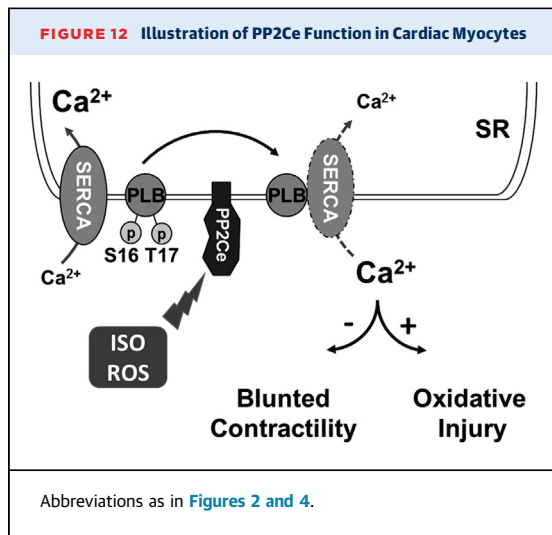 FIGURE 12 Illustration of PP2Ce Function in Cardiac Myocytes
Ca²⁺
Ca²⁺
SR
SERCA
PLB
PP2Ce
PLB
SERCA
p
p
S16 T17
Ca²⁺
Ca²⁺
ISO
ROS
- +
Blunted
Contractility
Oxidative
Injury
Abbreviations as in Figures 2 and 4.